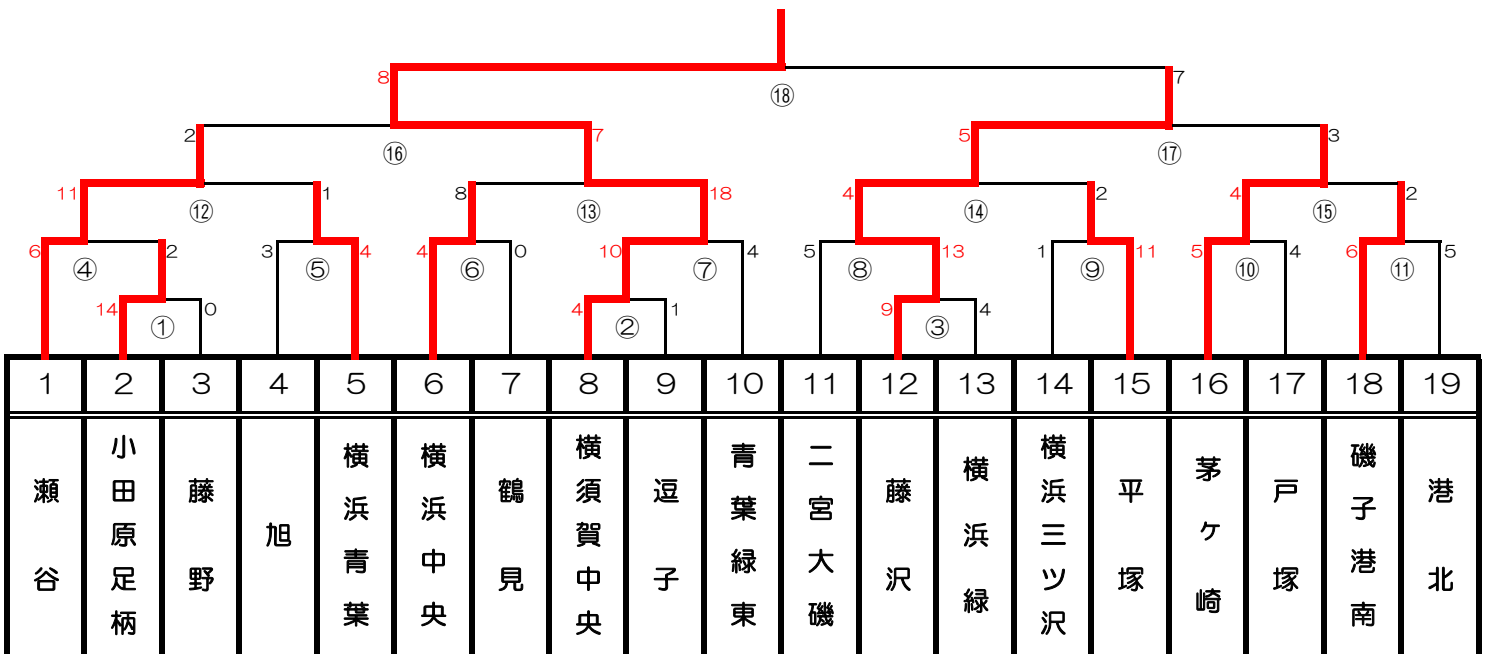 8 7
⑱
2 7 5 3
⑯ ⑰
11 1 8 18 4 2 4 2
⑫ ⑬ ⑭ ⑮
6 2 3 4 4 0 10 4 5 13 1 11 5 4 6 5
④ ⑤ ⑥ ⑦ ⑧ ⑨ ⑩ ⑪
14 0 4 1 9 4
① ② ③
1 2 3 4 5 6 7 8 9 10 11 12 13 14 15 16 17 18 19
瀬谷
小田原足柄
藤野
旭
横浜青葉
横浜中央
鶴見
横須賀中央
逗子
青葉緑東
二宮大磯
藤沢
横浜緑
横浜三ツ沢
平塚
茅ヶ崎
戸塚
磯子港南
港北